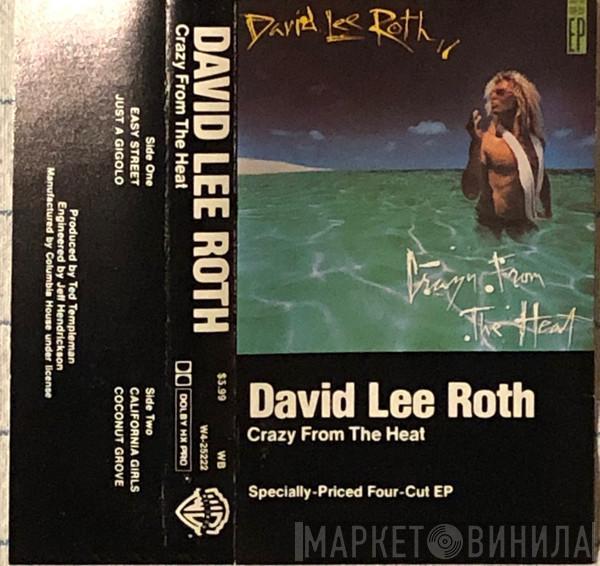 David Lee Roth
EP
Crazy From The Heat
David Lee Roth
Crazy From The Heat
Specially-Priced Four-Cut EP
DAVID LEE ROTH
Crazy From The Heat
$5.99
WB
W4-25222
DOLBY HX PRO
Side One
EASY STREET
JUST A GIGOLO
Side Two
CALIFORNIA GIRLS
COCONUT GROVE
Produced by Ted Templeman
Engineered by Jeff Hendrickson
Manufactured by Columbia House under license
МАРКЕТ ВИНИЛА